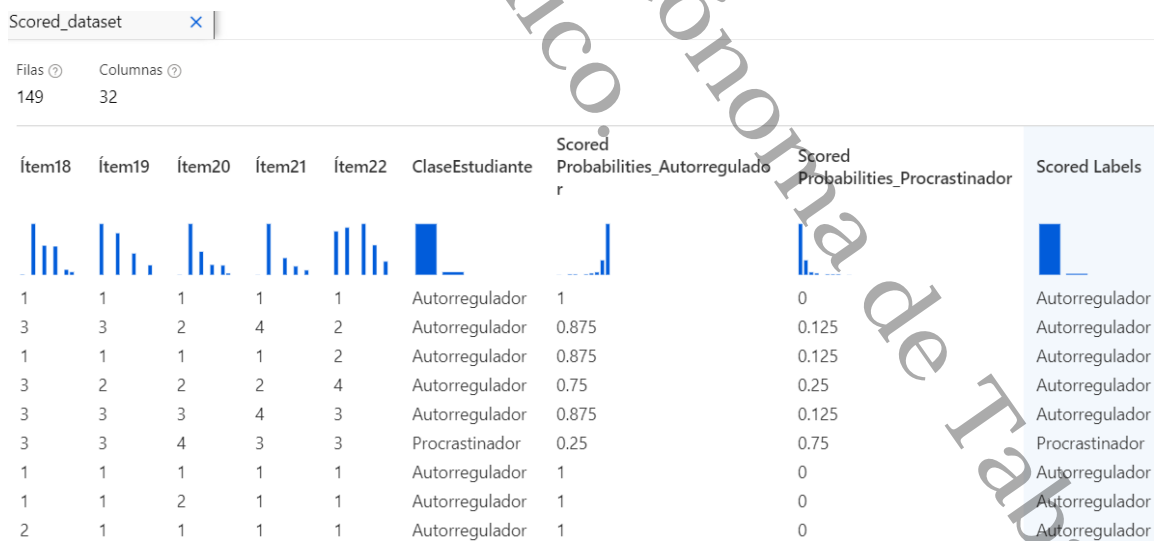 Scored_dataset ×
Filas ?
Columnas ?
149 32
Ítem18 Ítem19 Ítem20 Ítem21 Ítem22 ClaseEstudiante Scored Probabilities_Autorregulado r Scored Probabilities_Procrastinador Scored Labels
1 1 1 1 1 Autorregulador 1 0 Autorregulador
3 3 2 4 2 Autorregulador 0.875 0.125 Autorregulador
1 1 1 1 2 Autorregulador 0.875 0.125 Autorregulador
3 2 2 2 4 Autorregulador 0.75 0.25 Autorregulador
3 3 3 4 3 Autorregulador 0.875 0.125 Autorregulador
3 3 4 3 3 Procrastinador 0.25 0.75 Procrastinador
1 1 1 1 1 Autorregulador 1 0 Autorregulador
1 1 2 1 1 Autorregulador 1 0 Autorregulador
2 1 1 1 1 Autorregulador 1 0 Autorregulador
ico.
ónoma de Tab